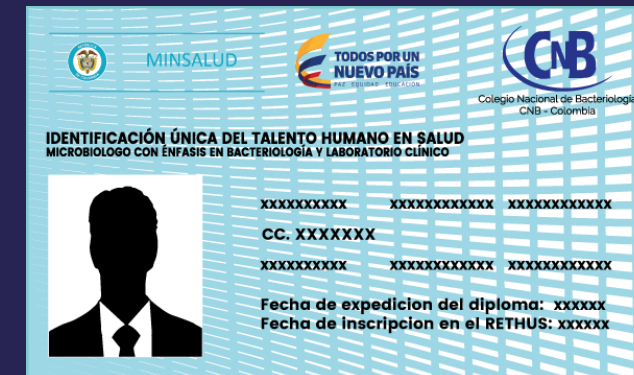 MINSALUD
TODOS POR UN
NUEVO PAÍS
PAZ EQUIDAD EDUCACIÓN
CNB
Colegio Nacional de Bacteriología
CNB - Colombia
IDENTIFICACIÓN ÚNICA DEL TALENTO HUMANO EN SALUD
MICROBIOLOGO CON ÉNFASIS EN BACTERIOLOGÍA Y LABORATORIO CLÍNICO
xxxxxxxxxx xxxxxxxxxxxx xxxxxxxxxxxx
CC. XXXXXXX
xxxxxxxxxx xxxxxxxxxxxx xxxxxxxxxxxx
Fecha de expedicion del diploma: xxxxxx
Fecha de inscripcion en el RETHUS: xxxxxx